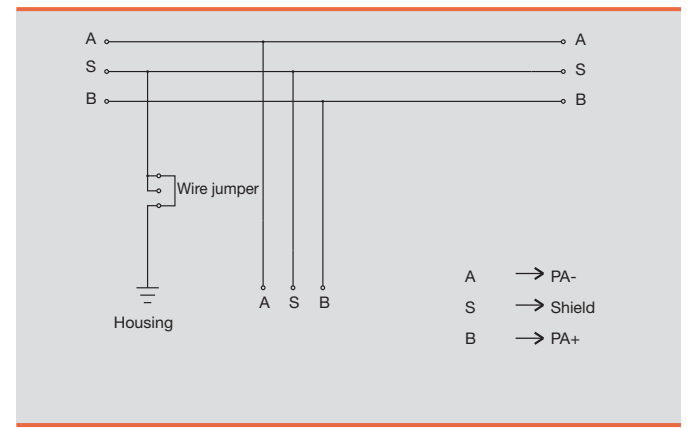 A A
S S
B B
Wire jumper
A S B
Housing
A → PA-
S → Shield
B → PA+